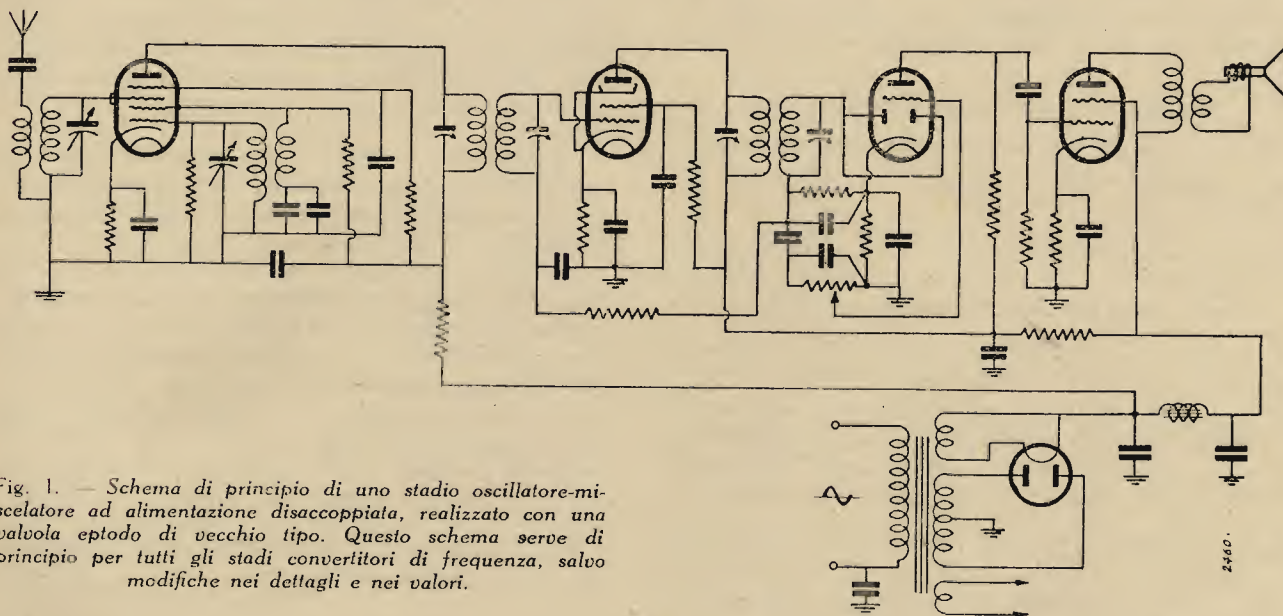 Fig. 1. — Schema di principio di uno stadio oscillatore-mi-
scelatore ad alimentazione disaccoppiata, realizzato con una
valvola eptodo di vecchio tipo. Questo schema serve di
principio per tutti gli stadi convertitori di frequenza, salvo
modifiche nei dettagli e nei valori.
2460.